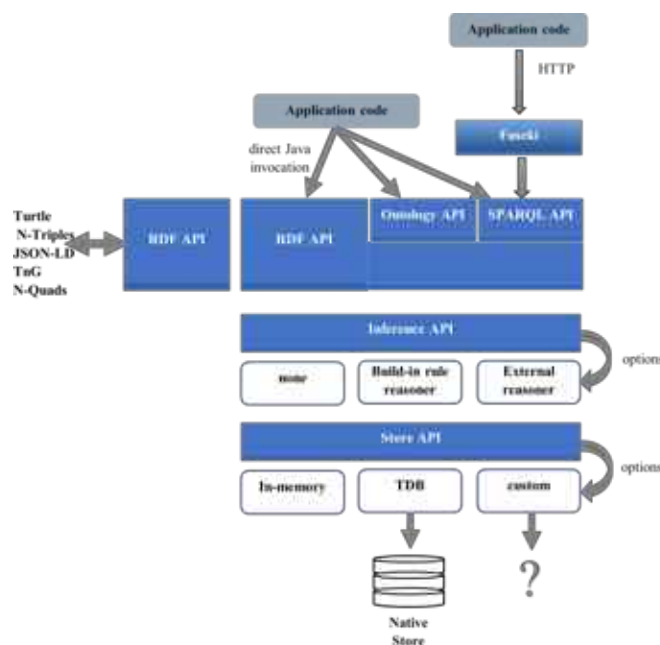 Application code
HTTP
Application code
Fuseki
direct Java
invocation
Ontology API
SPARQL API
Turtle
N-Triples
JSON-LD
TriG
N-Quads
RDF API
RDF API
Inference API
options
none
Build-in rule
reasoner
External
reasoner
Store API
options
In-memory
TDB
custom
?
Native
Store